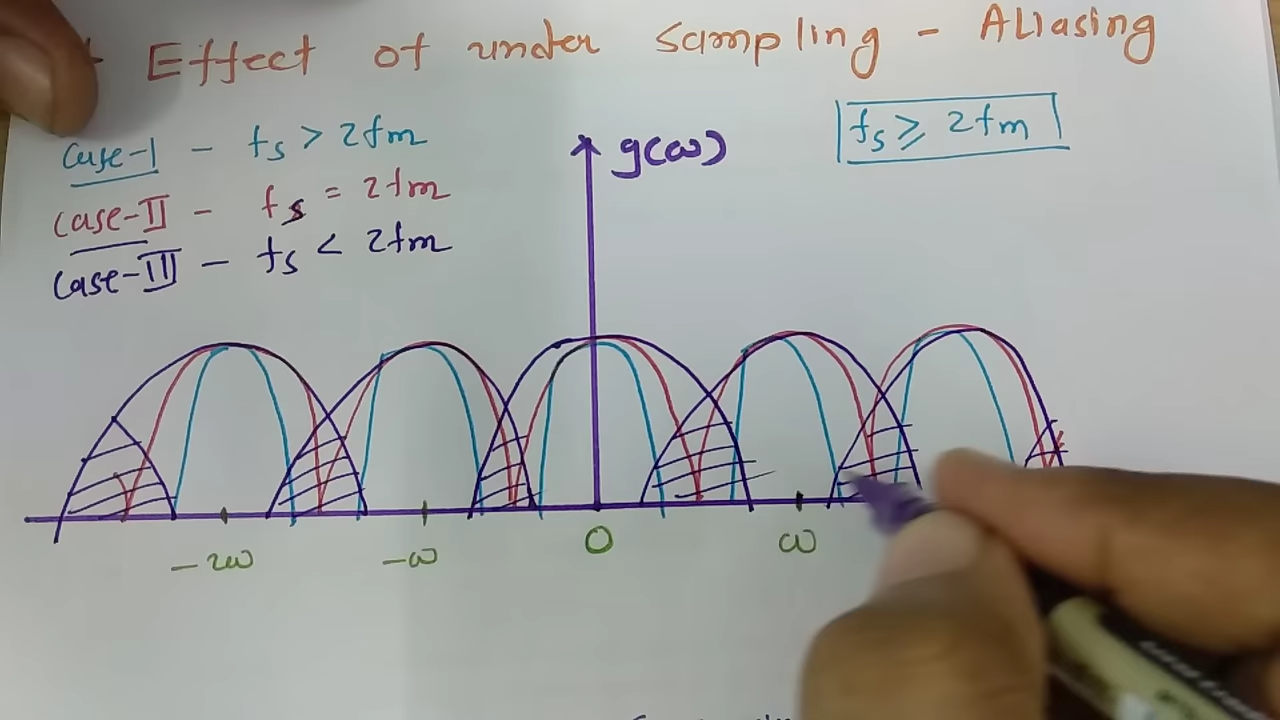 Effect of under sampling - Aliasing
Case-I - fs > 2fm
fs ≥ 2fm
g(ω)
Case-II - fs = 2fm
Case-III - fs < 2fm
-2ω -ω 0 ω